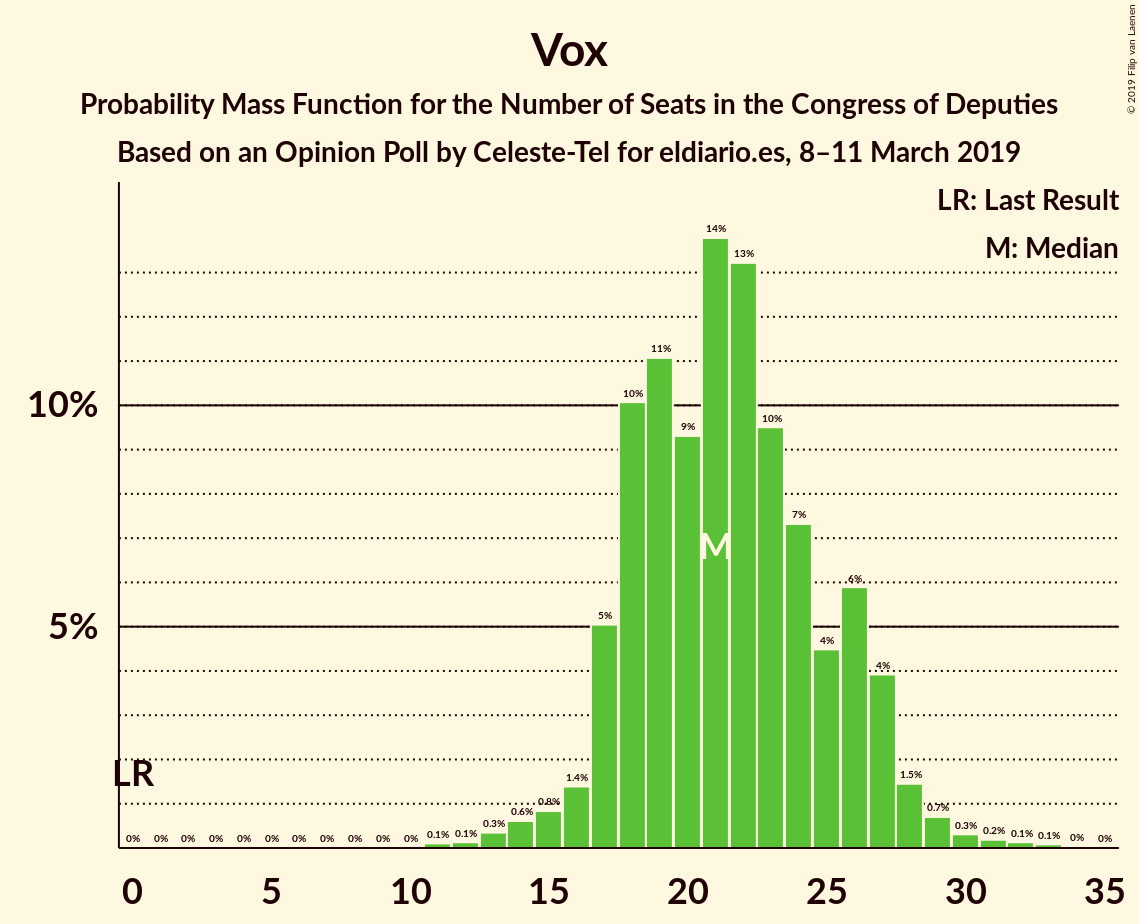 © 2019 Filip van Laenen
Vox
Probability Mass Function for the Number of Seats in the Congress of Deputies
Based on an Opinion Poll by Celeste-Tel for eldiario.es, 8–11 March 2019
LR: Last Result
M: Median
10%
5%
LR
M
0% 0% 0% 0% 0% 0% 0% 0% 0% 0% 0% 0.1% 0.1% 0.3% 0.6% 0.8% 1.4% 5% 10% 11% 9% 14% 13% 10% 7% 4% 6% 4% 1.5% 0.7% 0.3% 0.2% 0.1% 0.1% 0% 0%
0 5 10 15 20 25 30 35